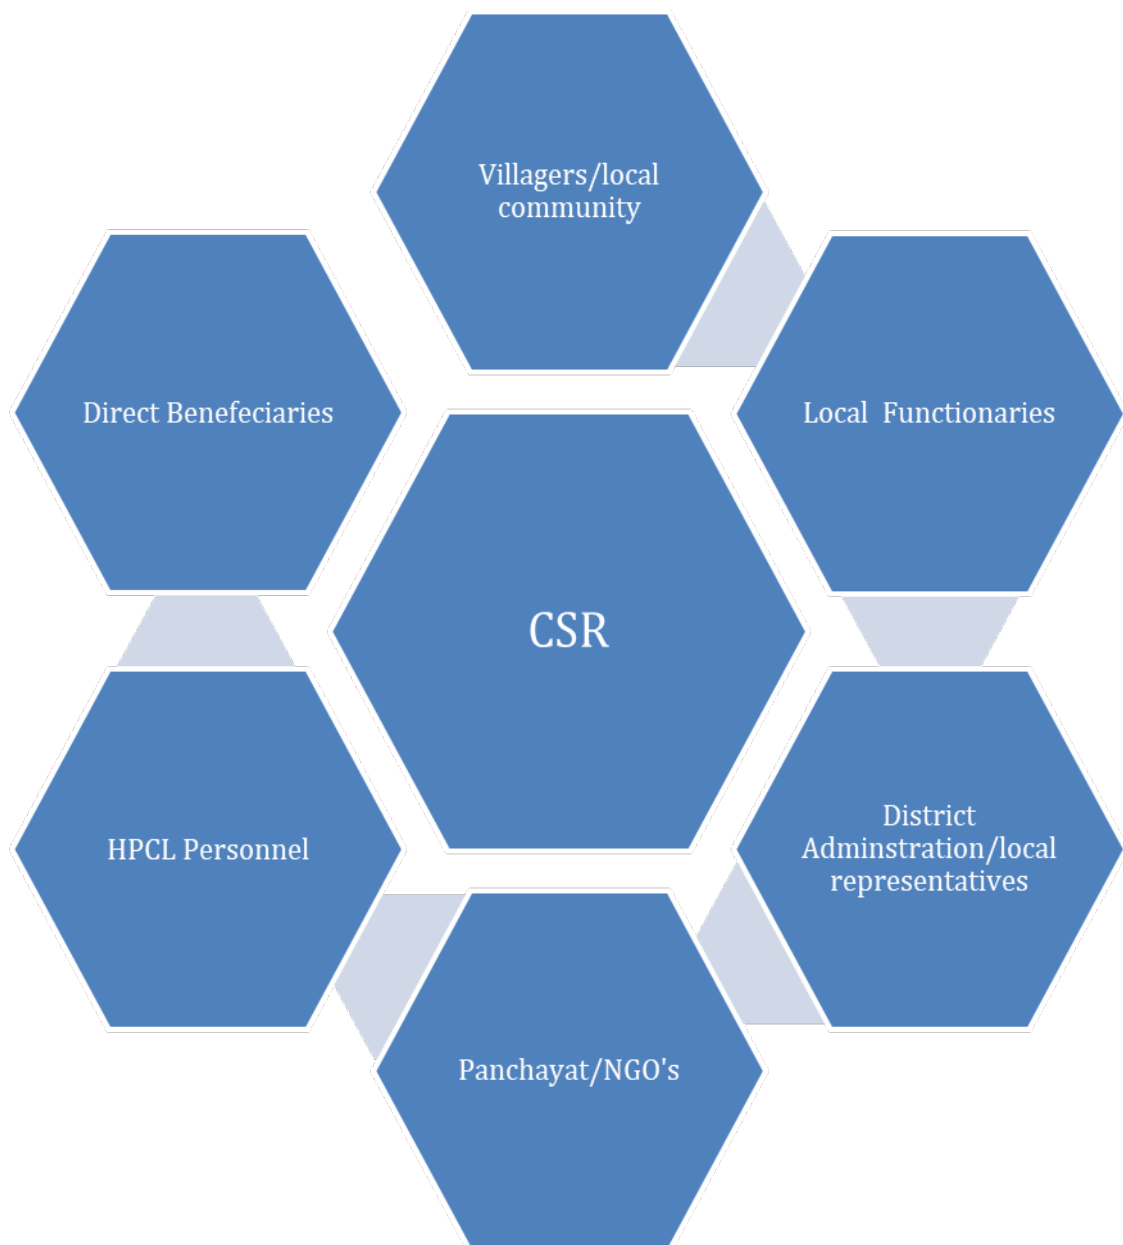 Villagers/local
community
Direct Benefeciaries
Local Functionaries
CSR
HPCL Personnel
District
Adminstration/local
representatives
Panchayat/NGO's